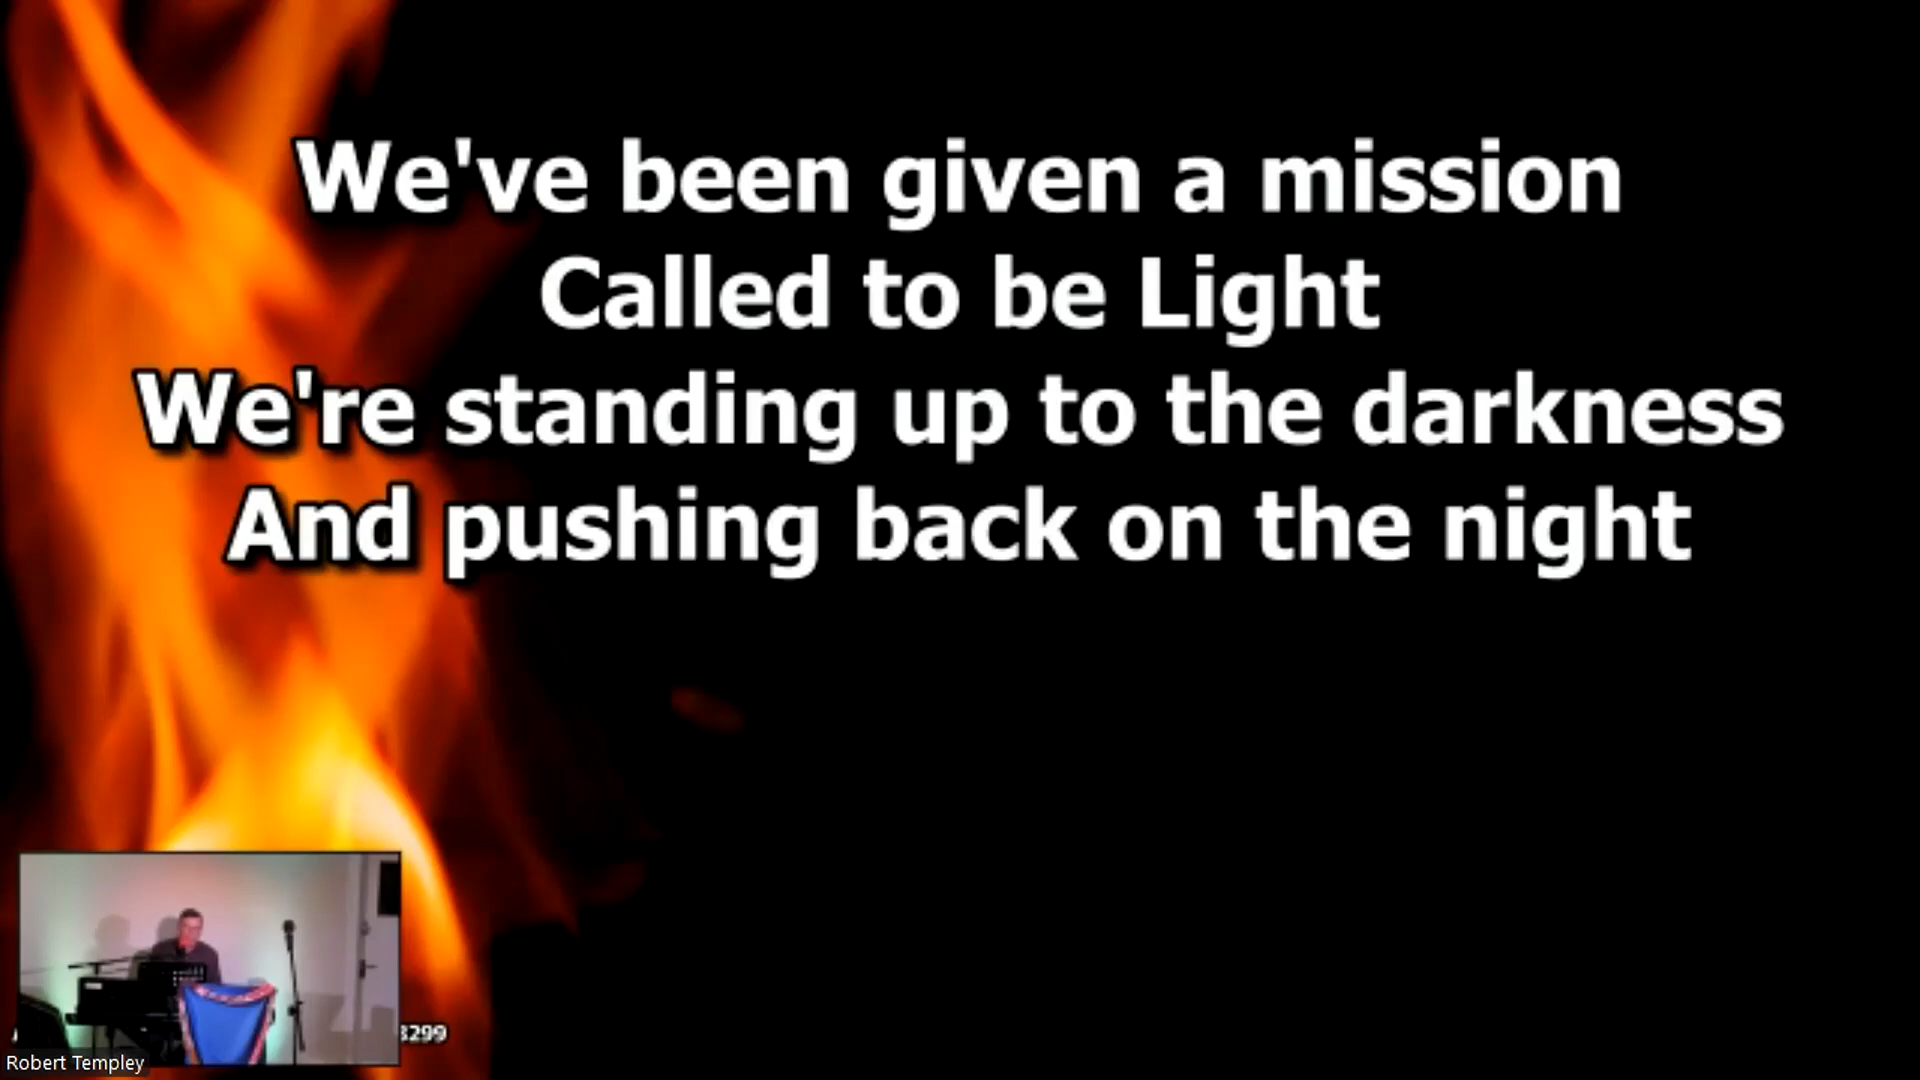 We've been given a mission
Called to be Light
We're standing up to the darkness
And pushing back on the night
3299
Robert Templey